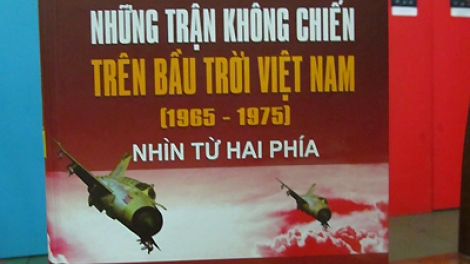 NHỮNG TRẬN KHÔNG CHIẾN
TRÊN BẦU TRỜI VIỆT NAM
(1965 - 1975)
NHÌN TỪ HAI PHÍA